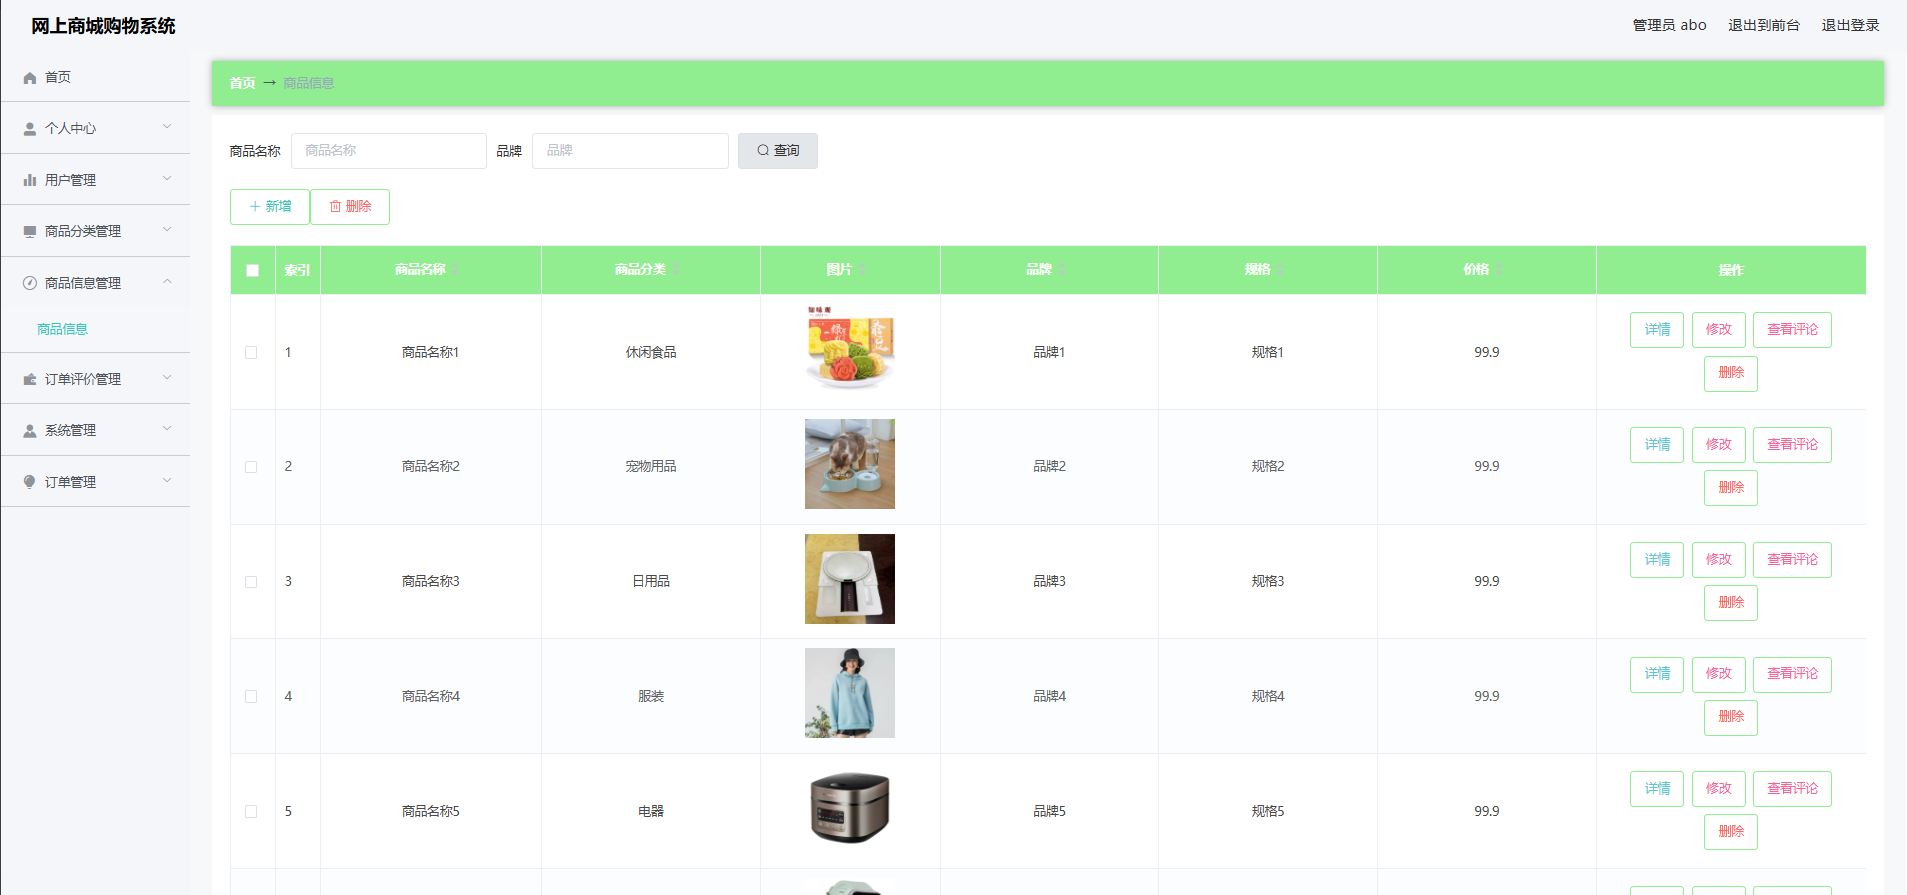 网上商城购物系统
管理员 abo 退出到前台 退出登录
首页
个人中心
用户管理
商品分类管理
商品信息管理
商品信息
订单评价管理
系统管理
订单管理
首页 → 商品信息
商品名称 商品名称 品牌 品牌 查询
新增 删除
索引 商品名称 商品分类 图片 品牌 规格 价格 操作
1 商品名称1 休闲食品 品牌1 规格1 99.9 详情 修改 查看评论
删除
2 商品名称2 宠物用品 品牌2 规格2 99.9 详情 修改 查看评论
删除
3 商品名称3 日用品 品牌3 规格3 99.9 详情 修改 查看评论
删除
4 商品名称4 服装 品牌4 规格4 99.9 详情 修改 查看评论
删除
5 商品名称5 电器 品牌5 规格5 99.9 详情 修改 查看评论
删除